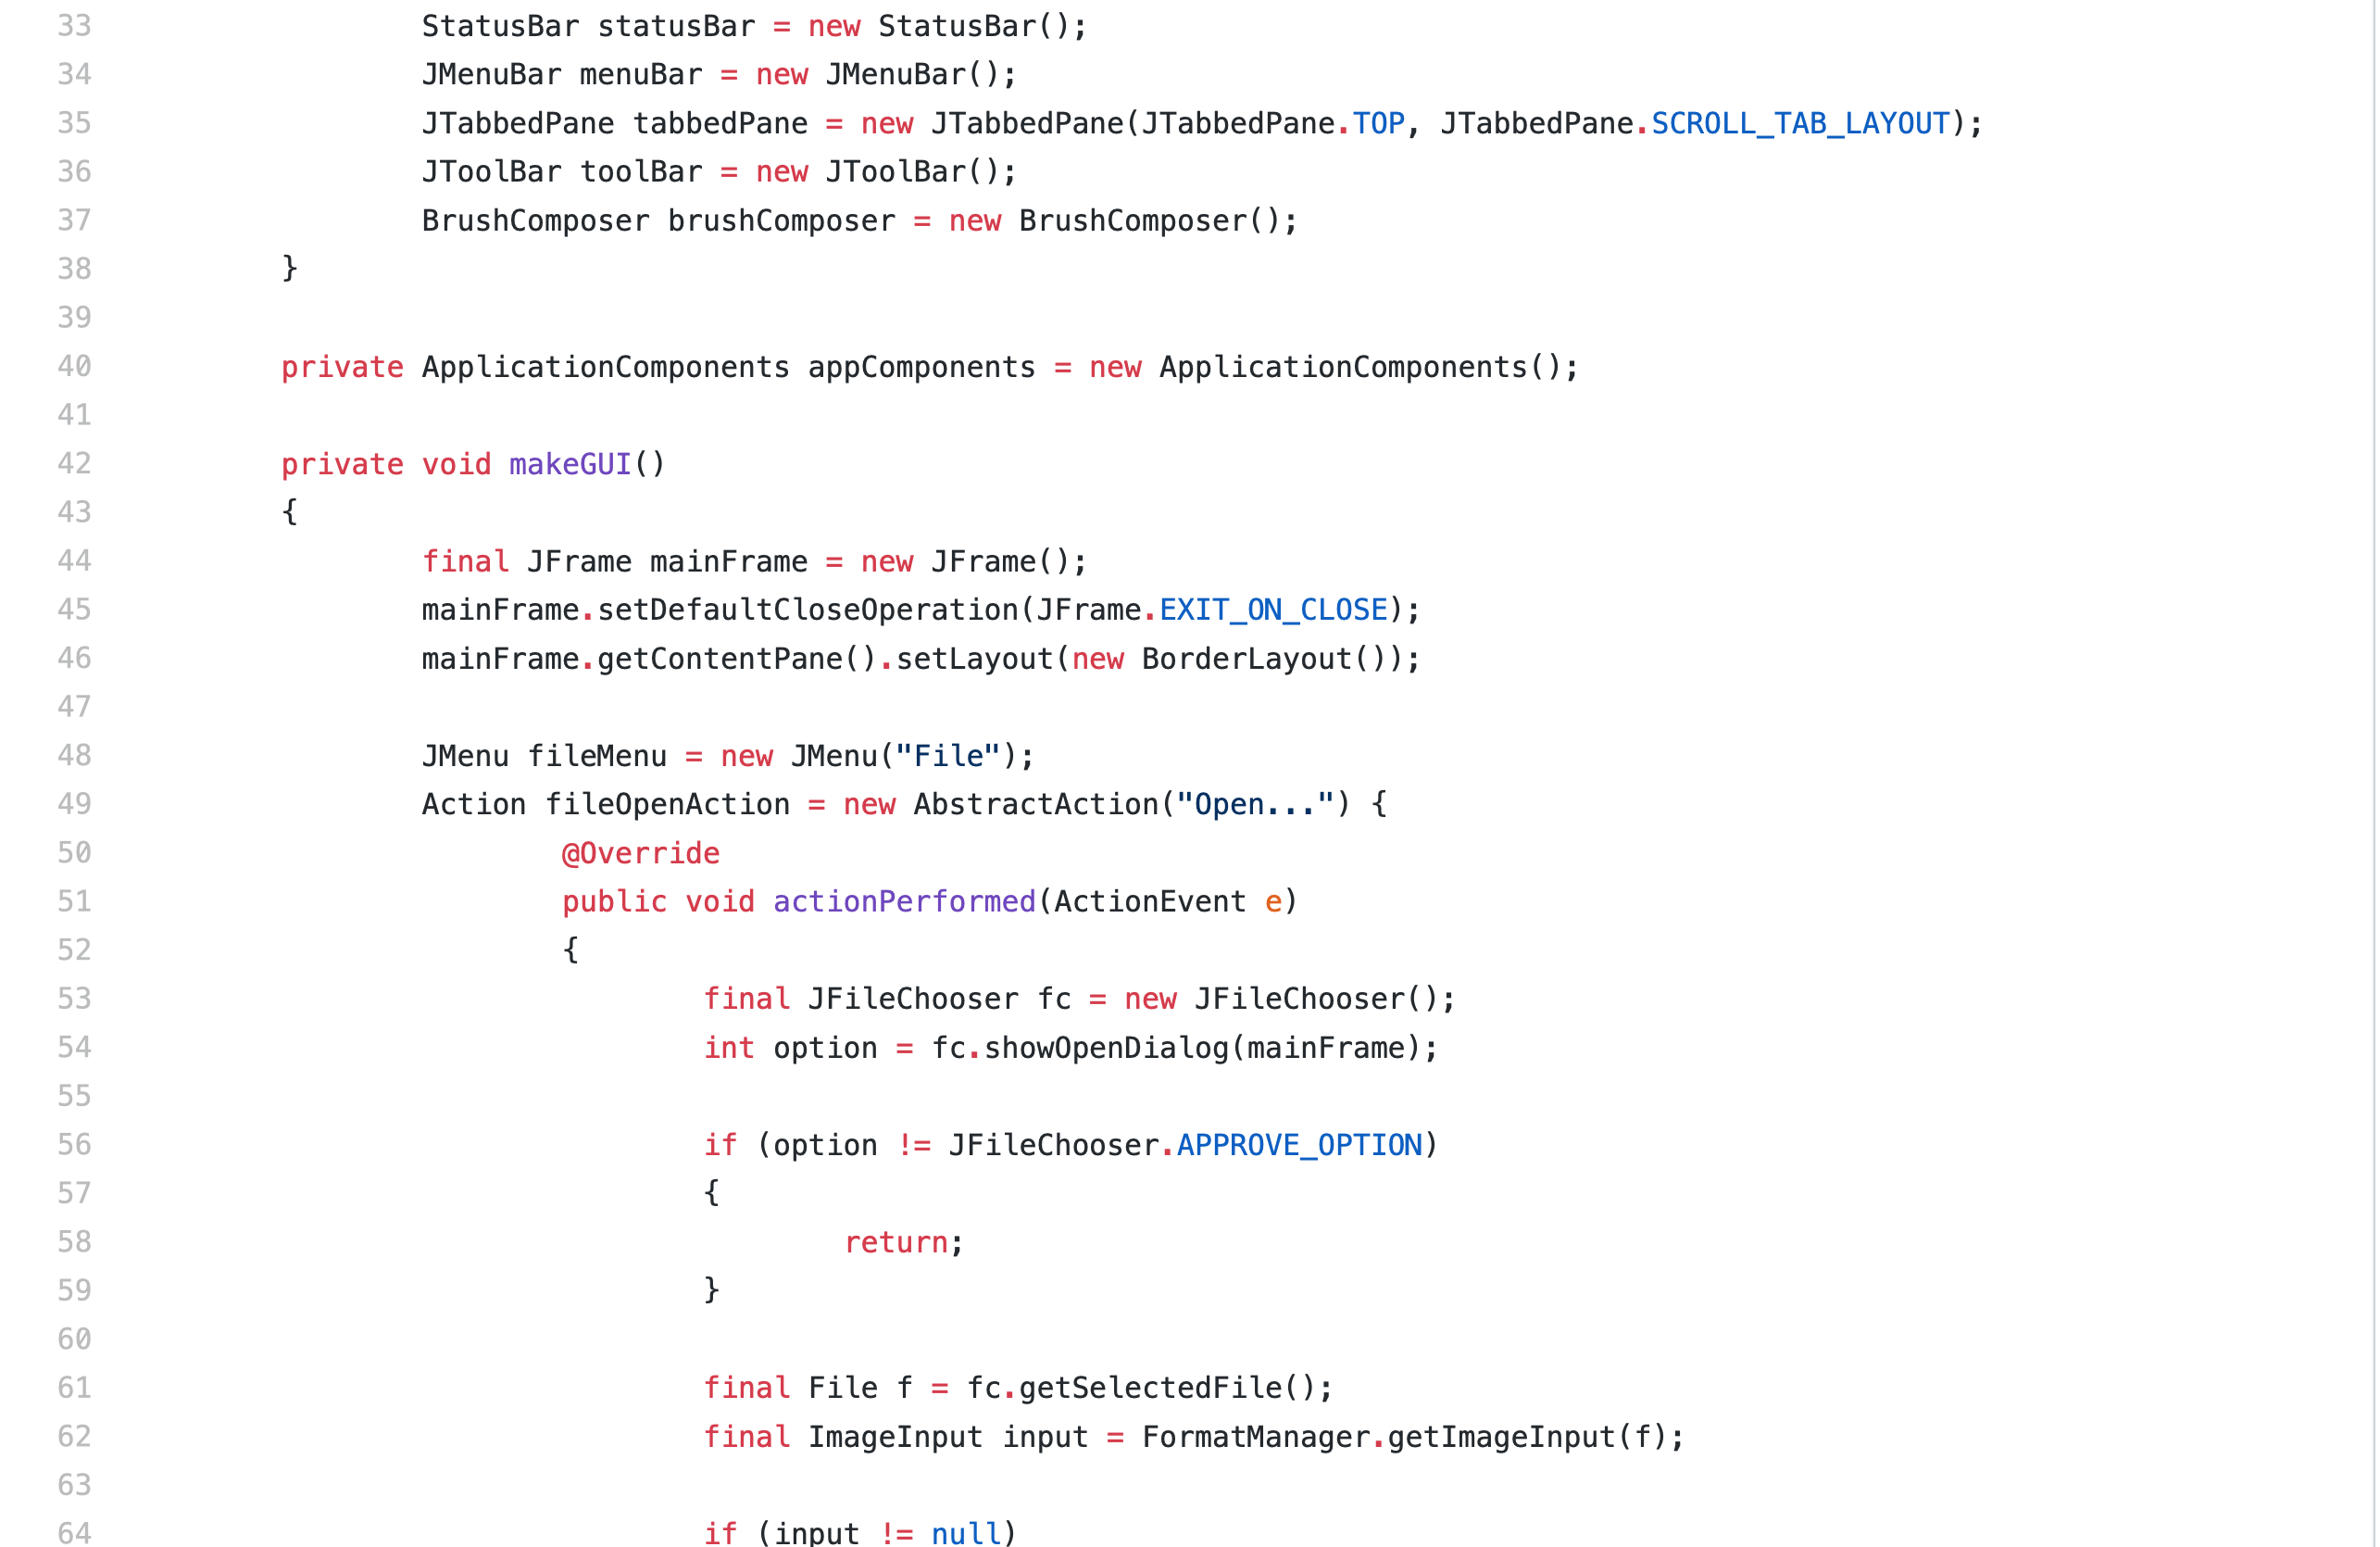 33 StatusBar statusBar = new StatusBar();
34 JMenuBar menuBar = new JMenuBar();
35 JTabbedPane tabbedPane = new JTabbedPane(JTabbedPane.TOP, JTabbedPane.SCROLL_TAB_LAYOUT);
36 JToolBar toolBar = new JToolBar();
37 BrushComposer brushComposer = new BrushComposer();
38 }
39
40 private ApplicationComponents appComponents = new ApplicationComponents();
41
42 private void makeGUI()
43 {
44 final JFrame mainFrame = new JFrame();
45 mainFrame.setDefaultCloseOperation(JFrame.EXIT_ON_CLOSE);
46 mainFrame.getContentPane().setLayout(new BorderLayout());
47
48 JMenu fileMenu = new JMenu("File");
49 Action fileOpenAction = new AbstractAction("Open...") {
50 @Override
51 public void actionPerformed(ActionEvent e)
52 {
53 final JFileChooser fc = new JFileChooser();
54 int option = fc.showOpenDialog(mainFrame);
55
56 if (option != JFileChooser.APPROVE_OPTION)
57 {
58 return;
59 }
60
61 final File f = fc.getSelectedFile();
62 final ImageInput input = FormatManager.getImageInput(f);
63
64 if (input != null)